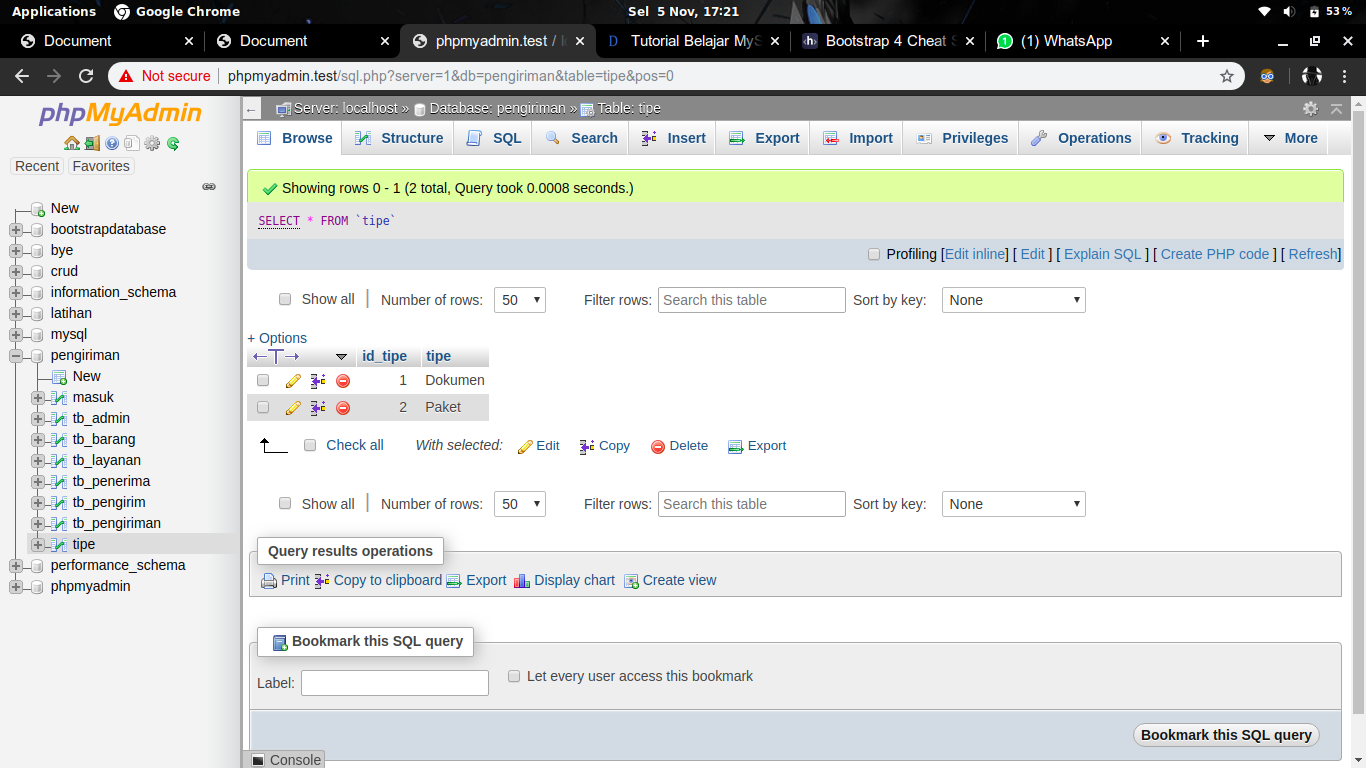 Applications Google Chrome Sel 5 Nov, 17:21 53 %
Document Document phpmyadmin.test / Tutorial Belajar MyS Bootstrap 4 Cheat S (1) WhatsApp
Not secure phpmyadmin.test/sql.php?server=1&db=pengiriman&table=tipe&pos=0
phpMyAdmin
Recent Favorites
New
bootstrapdatabase
bye
crud
information_schema
latihan
mysql
pengiriman
New
masuk
tb_admin
tb_barang
tb_layanan
tb_penerima
tb_pengirim
tb_pengiriman
tipe
performance_schema
phpmyadmin
Server: localhost » Database: pengiriman » Table: tipe
Browse Structure SQL Search Insert Export Import Privileges Operations Tracking More
Showing rows 0 - 1 (2 total, Query took 0.0008 seconds.)
SELECT * FROM `tipe`
Profiling [Edit inline] [ Edit ] [ Explain SQL ] [ Create PHP code ] [ Refresh]
Show all Number of rows: 50 Filter rows: Search this table Sort by key: None
+ Options
id_tipe tipe
1 Dokumen
2 Paket
Check all With selected: Edit Copy Delete Export
Show all Number of rows: 50 Filter rows: Search this table Sort by key: None
Query results operations
Print Copy to clipboard Export Display chart Create view
Bookmark this SQL query
Label: Let every user access this bookmark
Bookmark this SQL query
Console